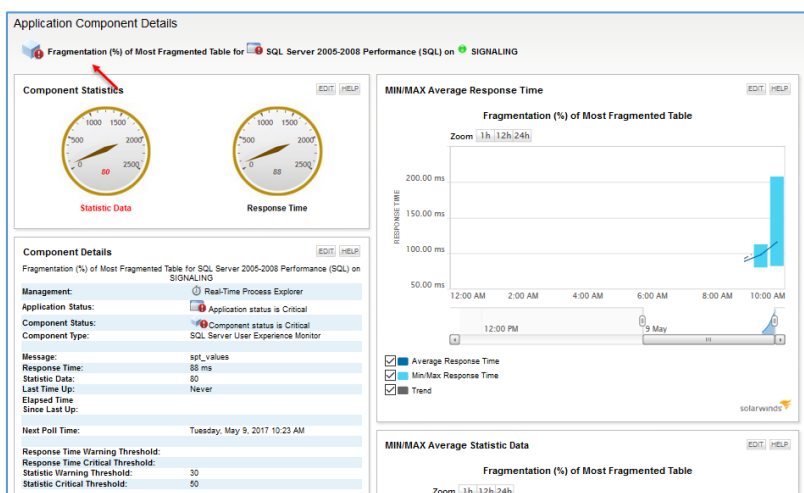 Application Component Details
Fragmentation (%) of Most Fragmented Table for SQL Server 2005-2008 Performance (SQL) on SIGNALING
Component Statistics
EDIT HELP
500 1000 1500 2000 2500 0
80
Statistic Data
500 1000 1500 2000 2500 0
88
Response Time
Component Details
EDIT HELP
Fragmentation (%) of Most Fragmented Table for SQL Server 2005-2008 Performance (SQL) on
SIGNALING
Management: Real-Time Process Explorer
Application Status: Application status is Critical
Component Status: Component status is Critical
Component Type: SQL Server User Experience Monitor
Message: spt_values
Response Time: 88 ms
Statistic Data: 80
Last Time Up: Never
Elapsed Time
Since Last Up:
Next Poll Time: Tuesday, May 9, 2017 10:23 AM
Response Time Warning Threshold:
Response Time Critical Threshold:
Statistic Warning Threshold: 30
Statistic Critical Threshold: 50
MIN/MAX Average Response Time
EDIT HELP
Fragmentation (%) of Most Fragmented Table
Zoom 1h 12h 24h
RESPONSE TIME
200.00 ms
150.00 ms
100.00 ms
50.00 ms
12:00 AM 2:00 AM 4:00 AM 6:00 AM 8:00 AM 10:00 AM
12:00 PM 9 May
Average Response Time
Min/Max Response Time
Trend
solarwinds
MIN/MAX Average Statistic Data
EDIT HELP
Fragmentation (%) of Most Fragmented Table
Zoom 1h 12h 24h